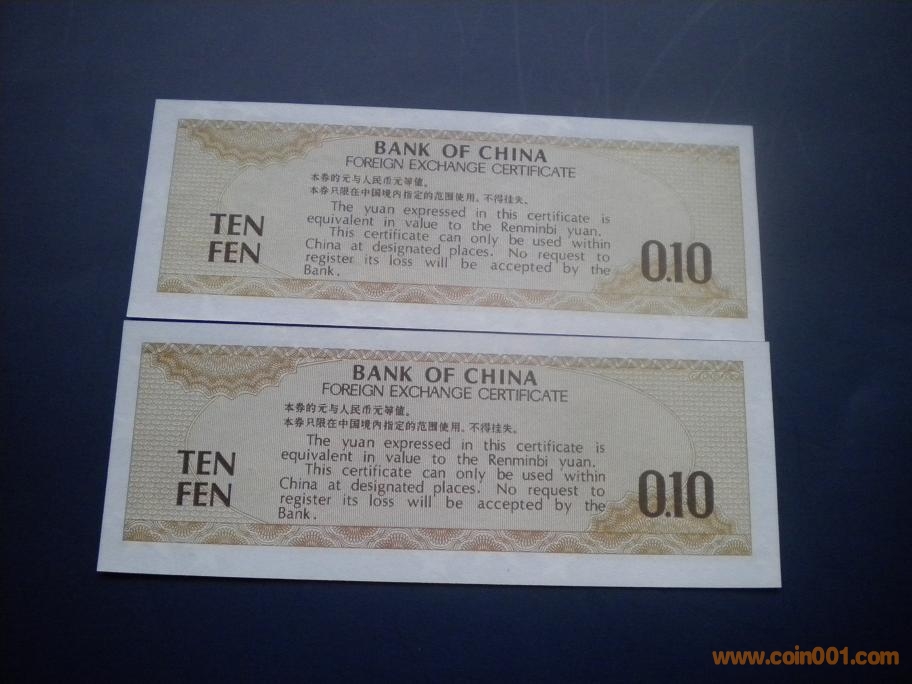 BANK OF CHINA
FOREIGN EXCHANGE CERTIFICATE
本券的元与人民币元等值。
本券只限在中国境内指定的范围使用，不得挂失。
The yuan expressed in this certificate is
equivalent in value to the Renminbi yuan.
This certificate can only be used within
China at designated places. No request to
register its loss will be accepted by the
Bank.
TEN
FEN
0.10
BANK OF CHINA
FOREIGN EXCHANGE CERTIFICATE
本券的元与人民币元等值。
本券只限在中国境内指定的范围使用，不得挂失。
The yuan expressed in this certificate is
equivalent in value to the Renminbi yuan.
This certificate can only be used within
China at designated places. No request to
register its loss will be accepted by the
Bank.
TEN
FEN
0.10
www.coin001.com